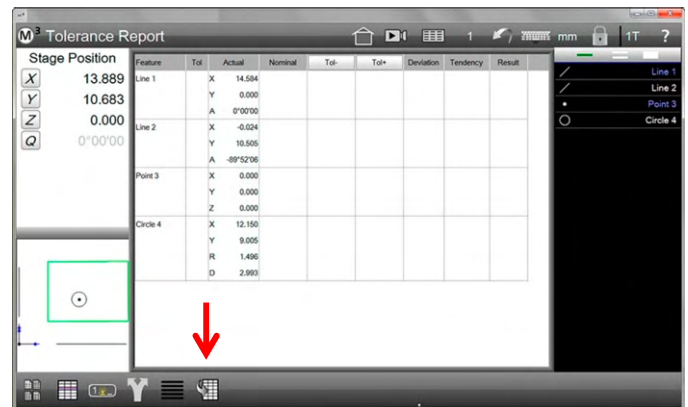 M3 Tolerance Report 1 mm 1T ?
Stage Position
X 13.889
Y 10.683
Z 0.000
Q 0°00'00
Feature Tol Actual Nominal Tol- Tol+ Deviation Tendency Result
Line 1 X 14.584
Y 0.000
A 0°00'00
Line 2 X -0.024
Y 10.505
A -89°52'06
Point 3 X 0.000
Y 0.000
Z 0.000
Circle 4 X 12.150
Y 9.005
R 1.496
D 2.993
Line 1
Line 2
Point 3
Circle 4